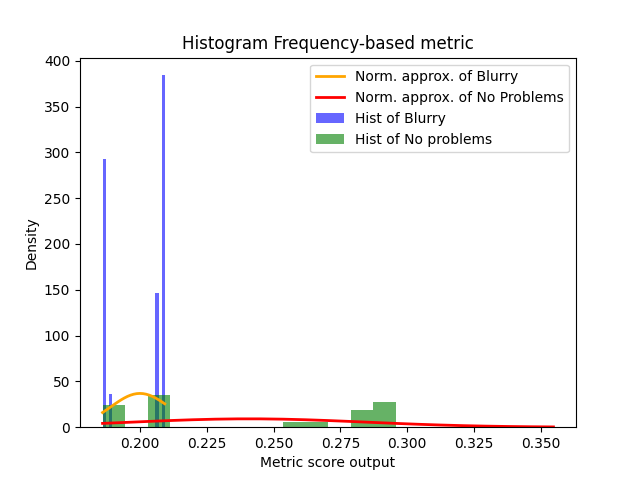 Histogram Frequency-based metric
Norm. approx. of Blurry
Norm. approx. of No Problems
Hist of Blurry
Hist of No problems
Density
400
350
300
250
200
150
100
50
0
0.200
0.225
0.250
0.275
0.300
0.325
0.350
Metric score output